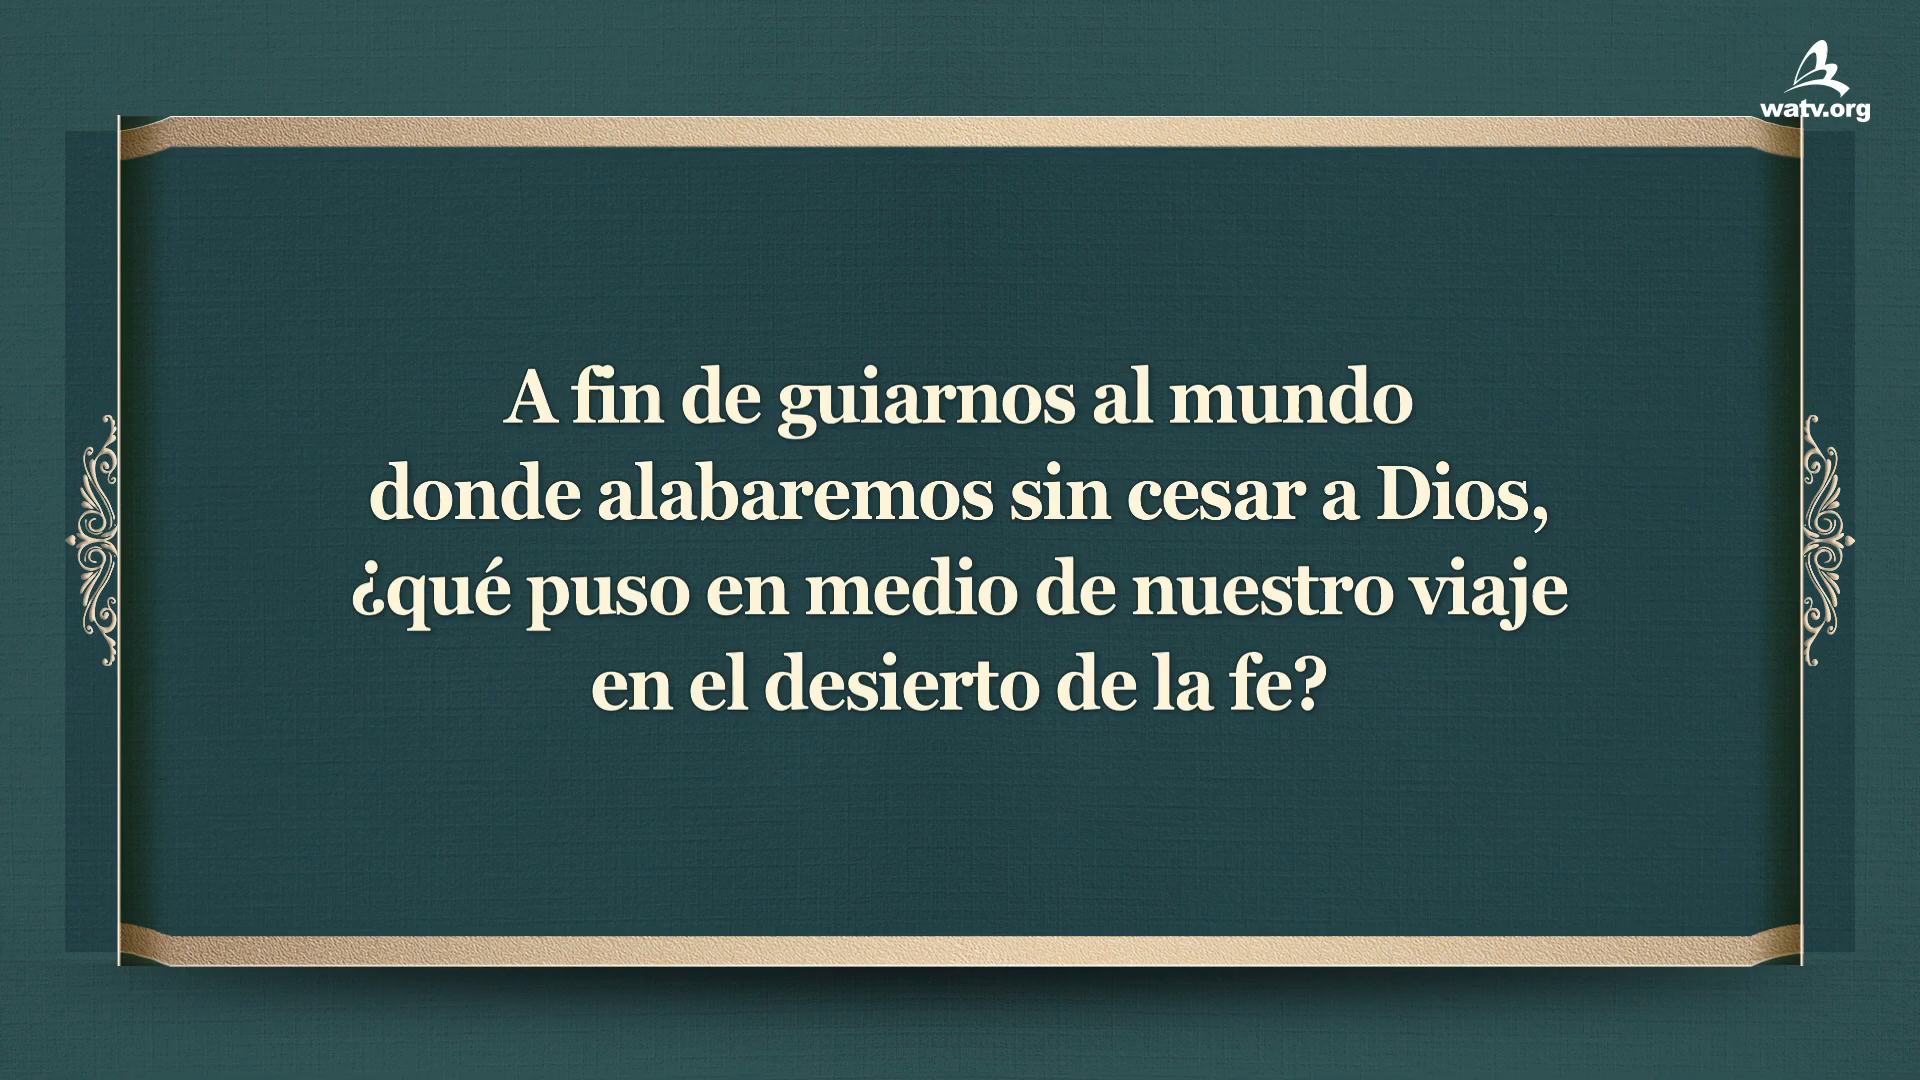 watv.org
A fin de guiarnos al mundo
donde alabaremos sin cesar a Dios,
¿qué puso en medio de nuestro viaje
en el desierto de la fe?